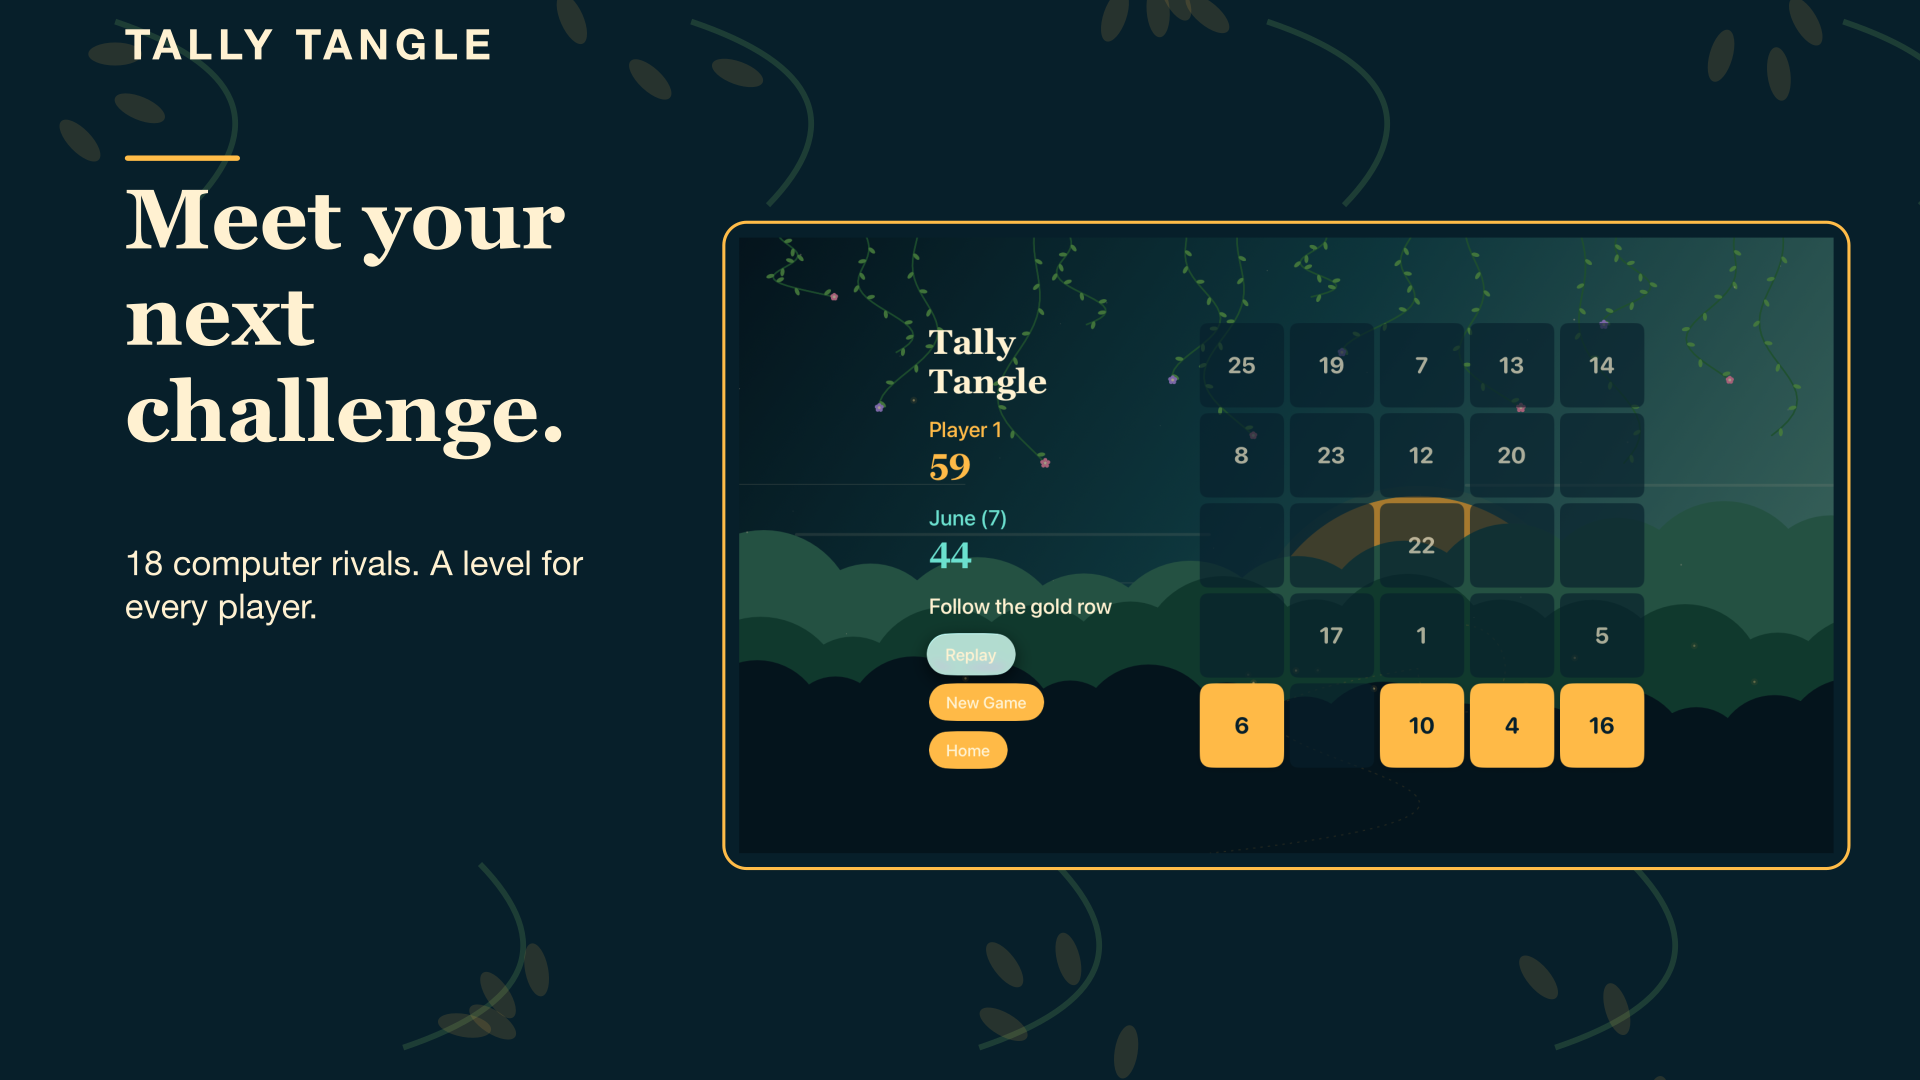 TALLY TANGLE
Meet your
next
challenge.
18 computer rivals. A level for
every player.
Tally
Tangle
Player 1
59
June (7)
44
Follow the gold row
Replay
New Game
Home
25 19 7 13 14
8 23 12 20
22
17 1 5
6 10 4 16